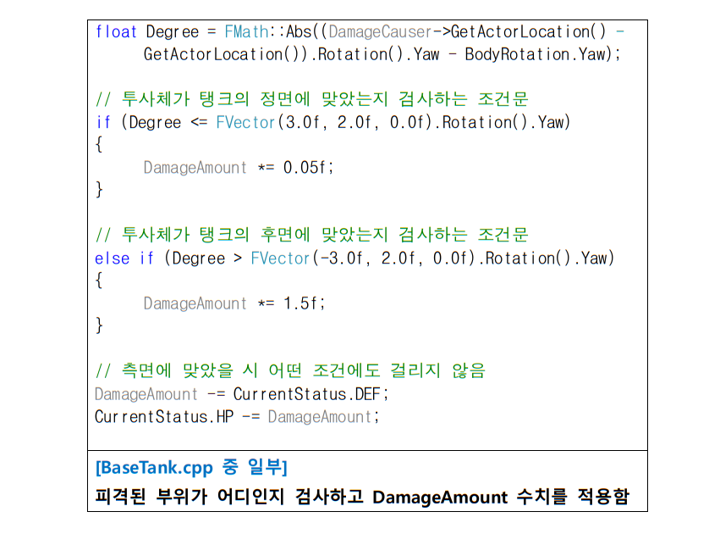 float Degree = FMath::Abs((DamageCauser->GetActorLocation() -
GetActorLocation()).Rotation().Yaw - BodyRotation.Yaw);
// 투사체가 탱크의 정면에 맞았는지 검사하는 조건문
if (Degree <= FVector(3.0f, 2.0f, 0.0f).Rotation().Yaw)
{
DamageAmount *= 0.05f;
}
// 투사체가 탱크의 후면에 맞았는지 검사하는 조건문
else if (Degree > FVector(-3.0f, 2.0f, 0.0f).Rotation().Yaw)
{
DamageAmount *= 1.5f;
}
// 측면에 맞았을 시 어떤 조건에도 걸리지 않음
DamageAmount -= CurrentStatus.DEF;
CurrentStatus.HP -= DamageAmount;
[BaseTank.cpp 중 일부]
피격된 부위가 어디인지 검사하고 DamageAmount 수치를 적용함